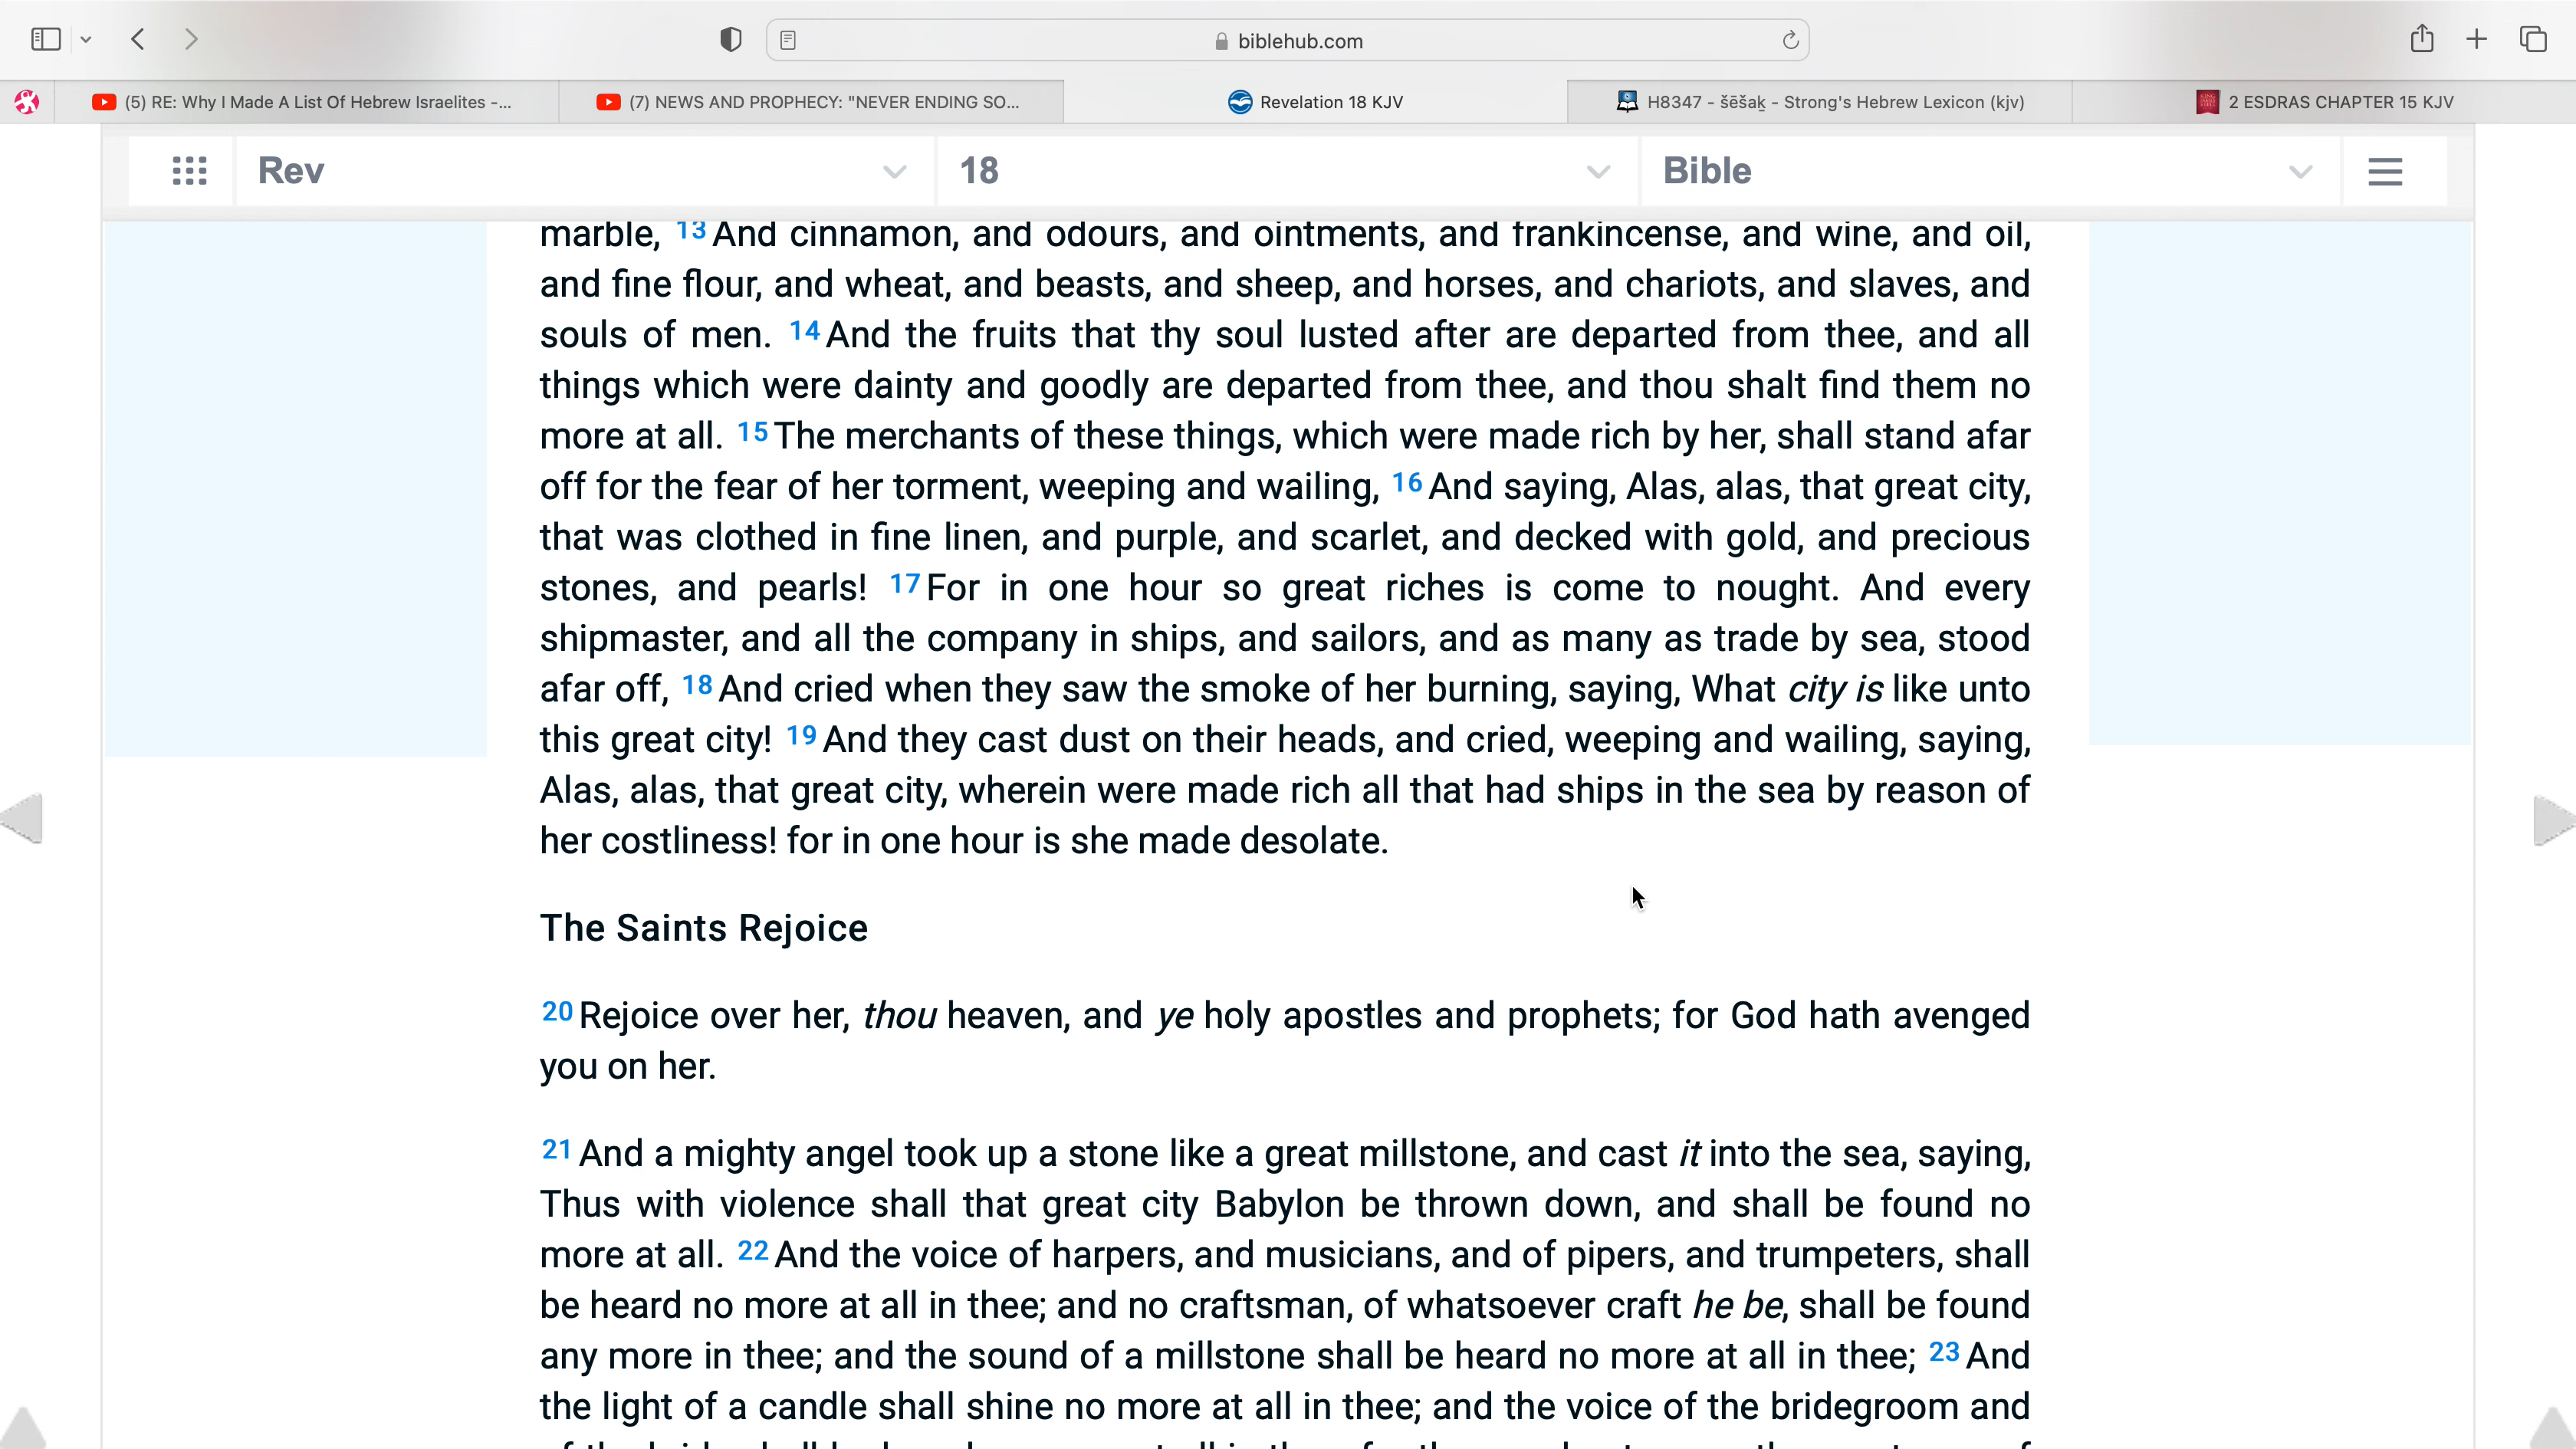 biblehub.com
(5) RE: Why I Made A List Of Hebrew Israelites -...
(7) NEWS AND PROPHECY: "NEVER ENDING SO...
Revelation 18 KJV
H8347 - šēšaḵ - Strong's Hebrew Lexicon (kjv)
2 ESDRAS CHAPTER 15 KJV
Rev
18
Bible
marble, 13 And cinnamon, and odours, and ointments, and frankincense, and wine, and oil,
and fine flour, and wheat, and beasts, and sheep, and horses, and chariots, and slaves, and
souls of men. 14 And the fruits that thy soul lusted after are departed from thee, and all
things which were dainty and goodly are departed from thee, and thou shalt find them no
more at all. 15 The merchants of these things, which were made rich by her, shall stand afar
off for the fear of her torment, weeping and wailing, 16 And saying, Alas, alas, that great city,
that was clothed in fine linen, and purple, and scarlet, and decked with gold, and precious
stones, and pearls! 17 For in one hour so great riches is come to nought. And every
shipmaster, and all the company in ships, and sailors, and as many as trade by sea, stood
afar off, 18 And cried when they saw the smoke of her burning, saying, What city is like unto
this great city! 19 And they cast dust on their heads, and cried, weeping and wailing, saying,
Alas, alas, that great city, wherein were made rich all that had ships in the sea by reason of
her costliness! for in one hour is she made desolate.
The Saints Rejoice
20 Rejoice over her, thou heaven, and ye holy apostles and prophets; for God hath avenged
you on her.
21 And a mighty angel took up a stone like a great millstone, and cast it into the sea, saying,
Thus with violence shall that great city Babylon be thrown down, and shall be found no
more at all. 22 And the voice of harpers, and musicians, and of pipers, and trumpeters, shall
be heard no more at all in thee; and no craftsman, of whatsoever craft he be, shall be found
any more in thee; and the sound of a millstone shall be heard no more at all in thee; 23 And
the light of a candle shall shine no more at all in thee; and the voice of the bridegroom and